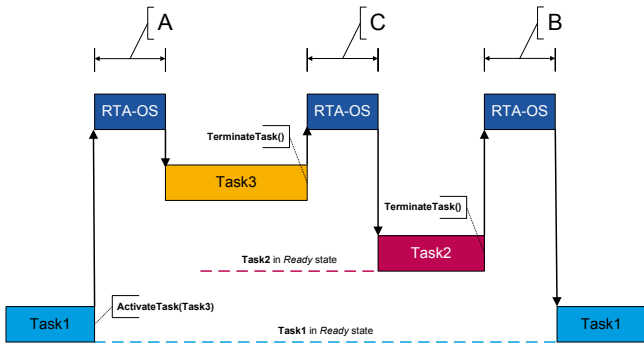 A
C
B
RTA-OS
RTA-OS
RTA-OS
TerminateTask()
Task3
TerminateTask()
Task2
Task2 in Ready state
ActivateTask(Task3)
Task1
Task1
Task1 in Ready state